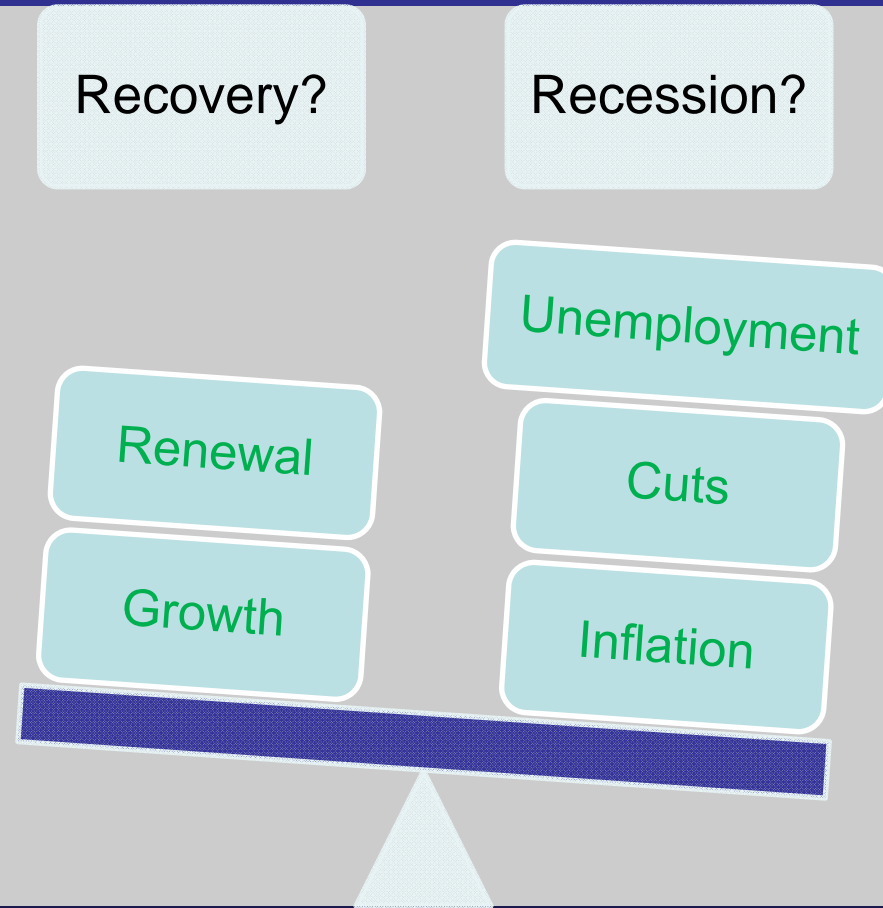 Recovery?
Recession?
Unemployment
Renewal
Cuts
Growth
Inflation